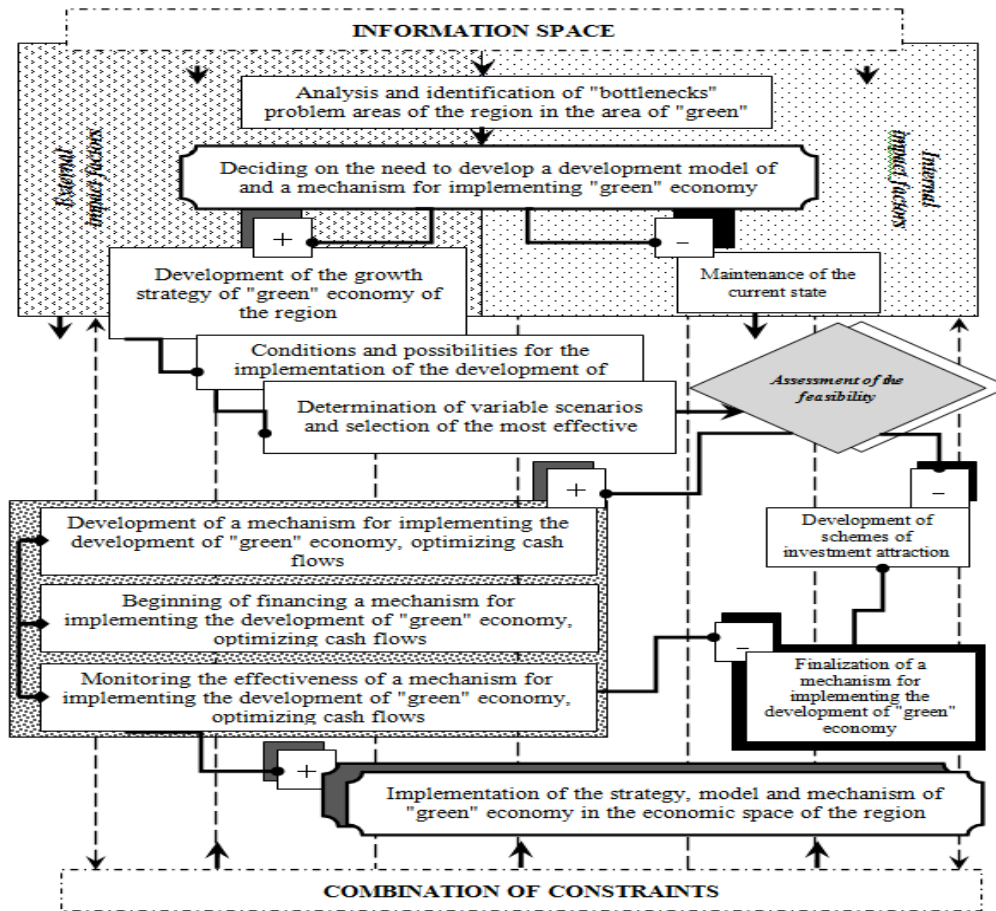 INFORMATION SPACE
Analysis and identification of "bottlenecks"
problem areas of the region in the area of "green"
External
impact factors
Internal
impact factors
Deciding on the need to develop a development model of
and a mechanism for implementing "green" economy
+
-
Development of the growth
strategy of "green" economy of
the region
Maintenance of the
current state
Conditions and possibilities for the
implementation of the development of
Determination of variable scenarios
and selection of the most effective
Assessment of the
feasibility
+
-
Development of a mechanism for implementing the
development of "green" economy, optimizing cash
flows
Development of
schemes of
investment attraction
Beginning of financing a mechanism for
implementing the development of "green" economy,
optimizing cash flows
-
Monitoring the effectiveness of a mechanism for
implementing the development of "green" economy,
optimizing cash flows
Finalization of a
mechanism for
implementing the
development of "green"
economy
+
Implementation of the strategy, model and mechanism of
"green" economy in the economic space of the region
COMBINATION OF CONSTRAINTS